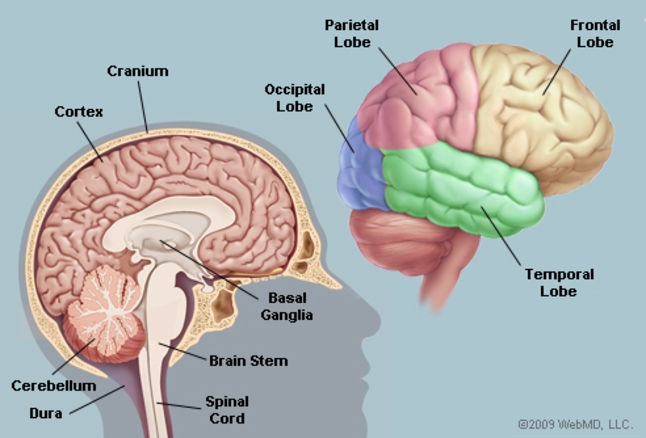 Parietal
Lobe
Frontal
Lobe
Cranium
Occipital
Lobe
Cortex
Temporal
Lobe
Basal
Ganglia
Brain Stem
Cerebellum
Dura
Spinal
Cord
©2009 WebMD, LLC.